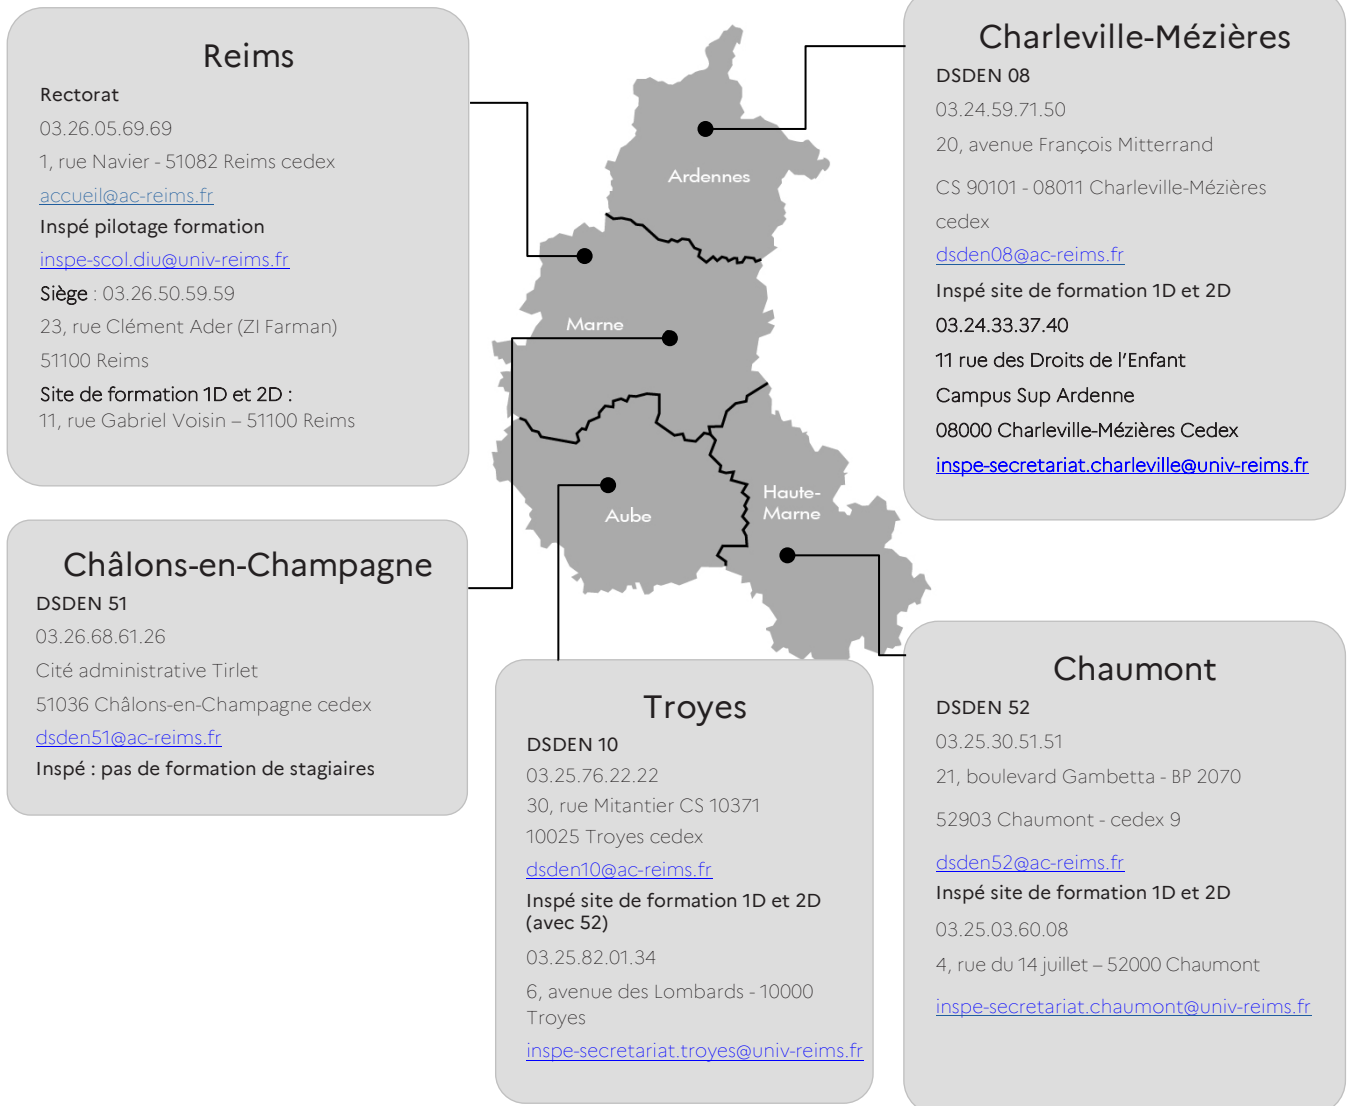 Reims
Rectorat
03.26.05.69.69
1, rue Navier - 51082 Reims cedex
accueil@ac-reims.fr
Inspé pilotage formation
inspe-scol.diu@univ-reims.fr
Siège : 03.26.50.59.59
23, rue Clément Ader (ZI Farman)
51100 Reims
Site de formation 1D et 2D :
11, rue Gabriel Voisin – 51100 Reims
Châlons-en-Champagne
DSDEN 51
03.26.68.61.26
Cité administrative Tirlet
51036 Châlons-en-Champagne cedex
dsden51@ac-reims.fr
Inspé : pas de formation de stagiaires
Ardennes
Marne
Aube
Haute-
Marne
Charleville-Mézières
DSDEN 08
03.24.59.71.50
20, avenue François Mitterrand
CS 90101 - 08011 Charleville-Mézières
cedex
dsden08@ac-reims.fr
Inspé site de formation 1D et 2D
03.24.33.37.40
11 rue des Droits de l’Enfant
Campus Sup Ardenne
08000 Charleville-Mézières Cedex
inspe-secretariat.charleville@univ-reims.fr
Troyes
DSDEN 10
03.25.76.22.22
30, rue Mitantier CS 10371
10025 Troyes cedex
dsden10@ac-reims.fr
Inspé site de formation 1D et 2D
(avec 52)
03.25.82.01.34
6, avenue des Lombards - 10000
Troyes
inspe-secretariat.troyes@univ-reims.fr
Chaumont
DSDEN 52
03.25.30.51.51
21, boulevard Gambetta - BP 2070
52903 Chaumont - cedex 9
dsden52@ac-reims.fr
Inspé site de formation 1D et 2D
03.25.03.60.08
4, rue du 14 juillet – 52000 Chaumont
inspe-secretariat.chaumont@univ-reims.fr